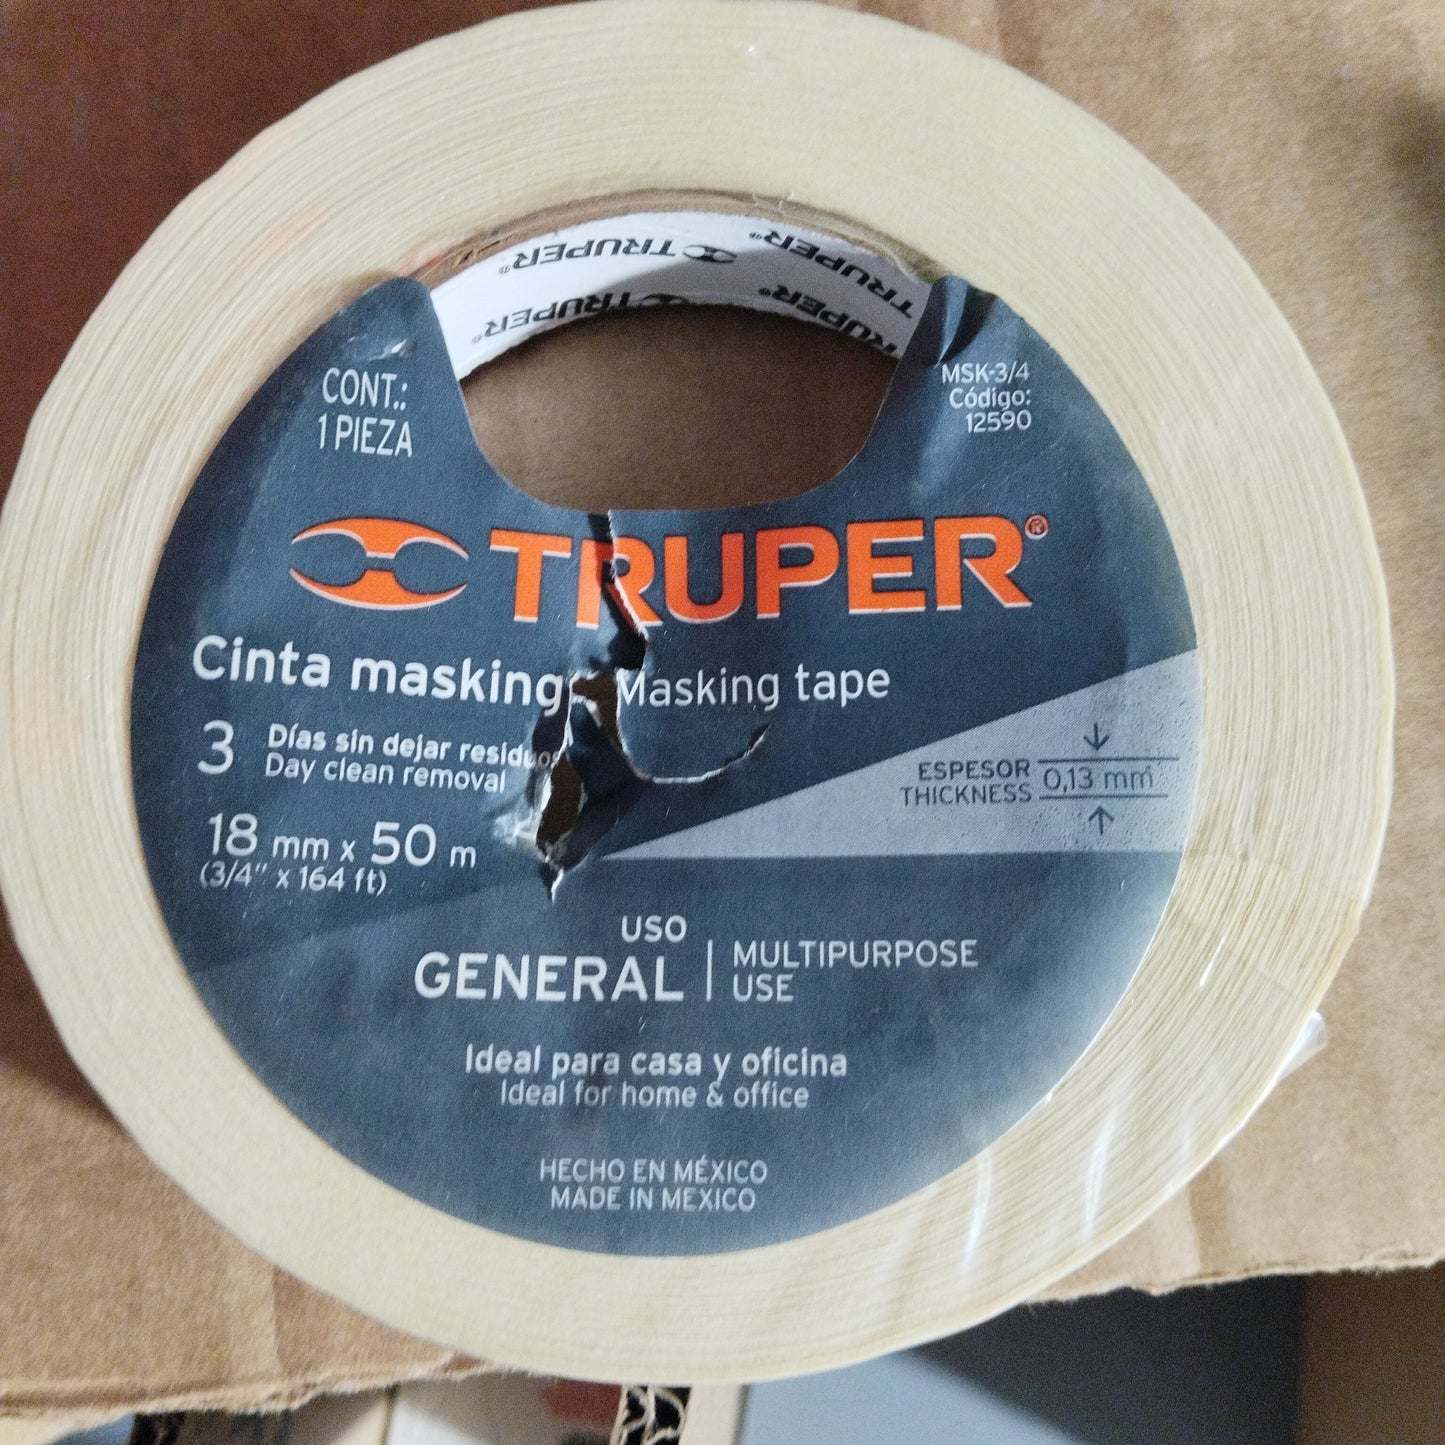 TRUPER® TRUPER®
TRUPER® TRUPER
CONT.:
1 PIEZA
MSK-3/4
Código:
12590
TRUPER®
Cinta masking Masking tape
3 Días sin dejar residuos
Day clean removal
18 mm x 50 m
(3/4" x 164 ft)
ESPESOR
THICKNESS
0,13 mm
USO
GENERAL
MULTIPURPOSE
USE
Ideal para casa y oficina
Ideal for home & office
HECHO EN MÉXICO
MADE IN MEXICO